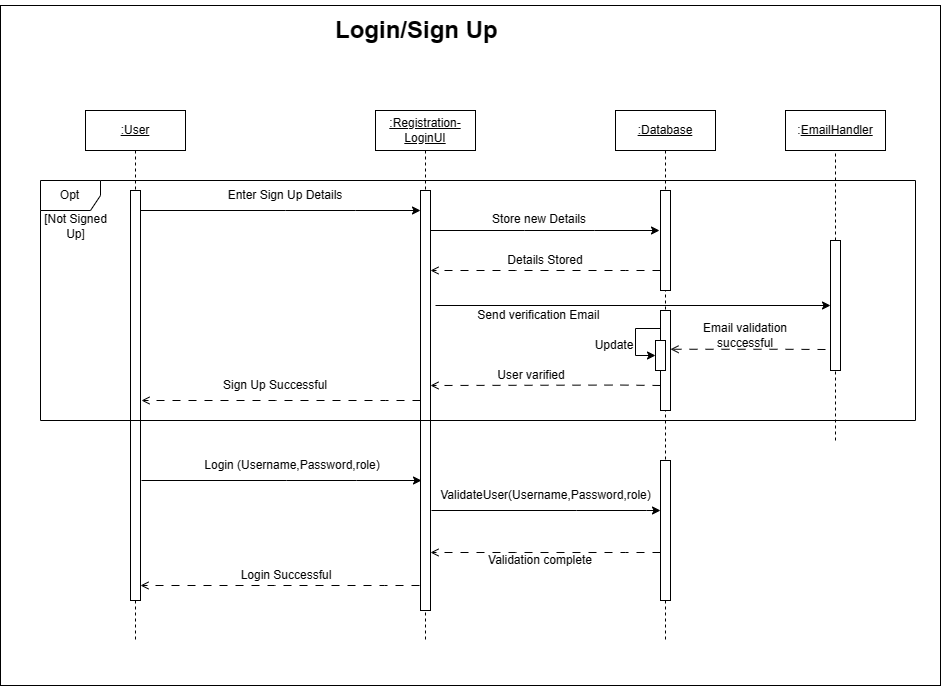 Login/Sign Up
:User
:Registration-
LoginUI
:Database
:EmailHandler
Opt
[Not Signed
Up]
Enter Sign Up Details
Store new Details
Details Stored
Send verification Email
Email validation
successful
Update
User varified
Sign Up Successful
Login (Username,Password,role)
ValidateUser(Username,Password,role)
Validation complete
Login Successful